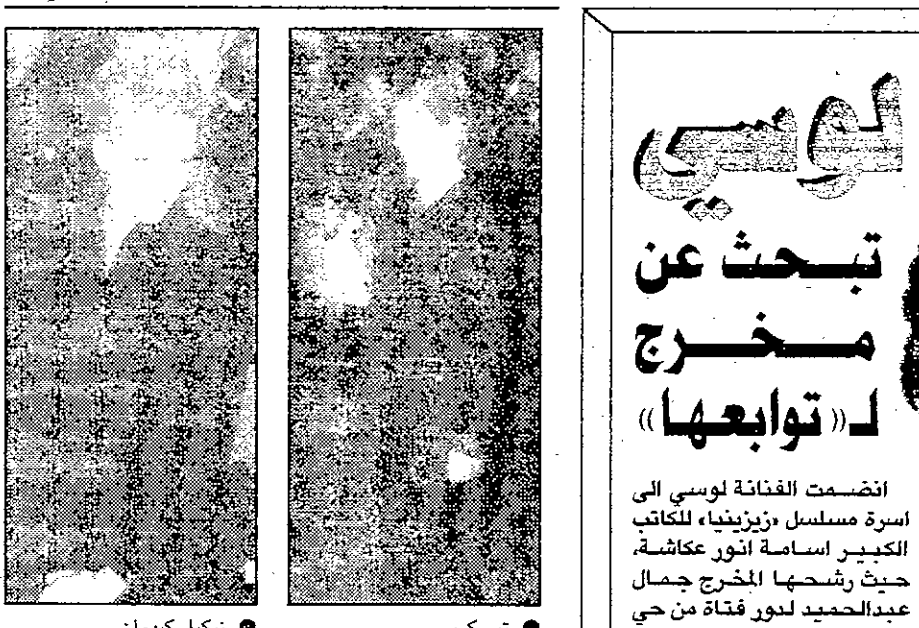 لوسي
تبحث عن
مخرج
لـ «توابعها»
انضمت الفنانة لوسي الى
اسرة مسلسل «زيزينيا» للكاتب
الكبير اسامة انور عكاشة،
حيث رشحها المخرج جمال
عبدالحميد لدور فتاة من حي